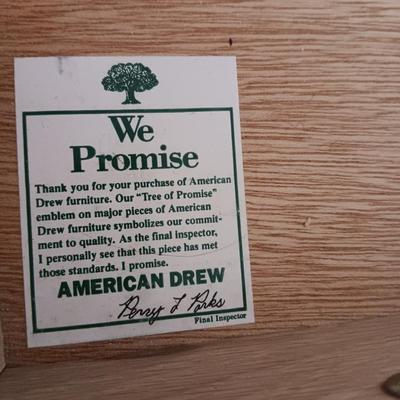 We
Promise
Thank you for your purchase of American
Drew furniture. Our "Tree of Promise"
emblem on major pieces of American
Drew furniture symbolizes our commit-
ment to quality. As the final inspector,
I personally see that this piece has met
those standards. I promise.
AMERICAN DREW
Perry L Parks
Final Inspector